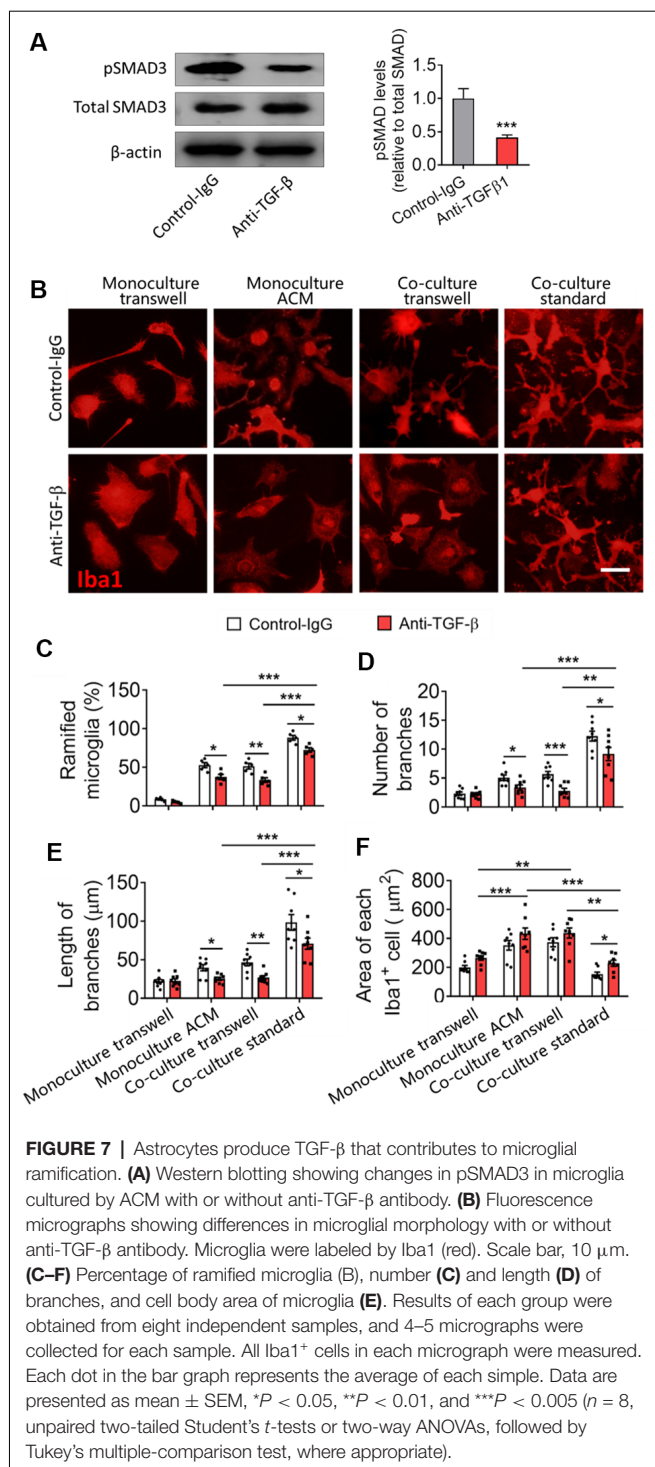 A
pSMAD3
Total SMAD3
β-actin
Control-IgG
Anti-TGF-β
pSMAD levels
(relative to total SMAD)
1.5
1.0
0.5
0.0
***
Control-IgG
Anti-TGFβ1
B
Monoculture
transwell
Monoculture
ACM
Co-culture
transwell
Co-culture
standard
Control-IgG
Anti-TGF-β
Iba1
Control-IgG
Anti-TGF-β
C
Ramified
microglia (%)
150
100
50
0
*
**
***
***
*
D
Number of
branches
20
15
10
5
0
*
***
***
**
*
E
Length of
branches (μm)
150
100
50
0
*
**
***
***
*
Monoculture transwell
Monoculture ACM
Co-culture transwell
Co-culture standard
F
Area of each
Iba1+ cell ( μm2)
800
600
400
200
0
***
**
***
**
*
Monoculture transwell
Monoculture ACM
Co-culture transwell
Co-culture standard
FIGURE 7 | Astrocytes produce TGF-β that contributes to microglial
ramification. (A) Western blotting showing changes in pSMAD3 in microglia
cultured by ACM with or without anti-TGF-β antibody. (B) Fluorescence
micrographs showing differences in microglial morphology with or without
anti-TGF-β antibody. Microglia were labeled by Iba1 (red). Scale bar, 10 μm.
(C–F) Percentage of ramified microglia (B), number (C) and length (D) of
branches, and cell body area of microglia (E). Results of each group were
obtained from eight independent samples, and 4–5 micrographs were
collected for each sample. All Iba1+ cells in each micrograph were measured.
Each dot in the bar graph represents the average of each simple. Data are
presented as mean ± SEM, *P < 0.05, **P < 0.01, and ***P < 0.005 (n = 8,
unpaired two-tailed Student's t-tests or two-way ANOVAs, followed by
Tukey's multiple-comparison test, where appropriate).